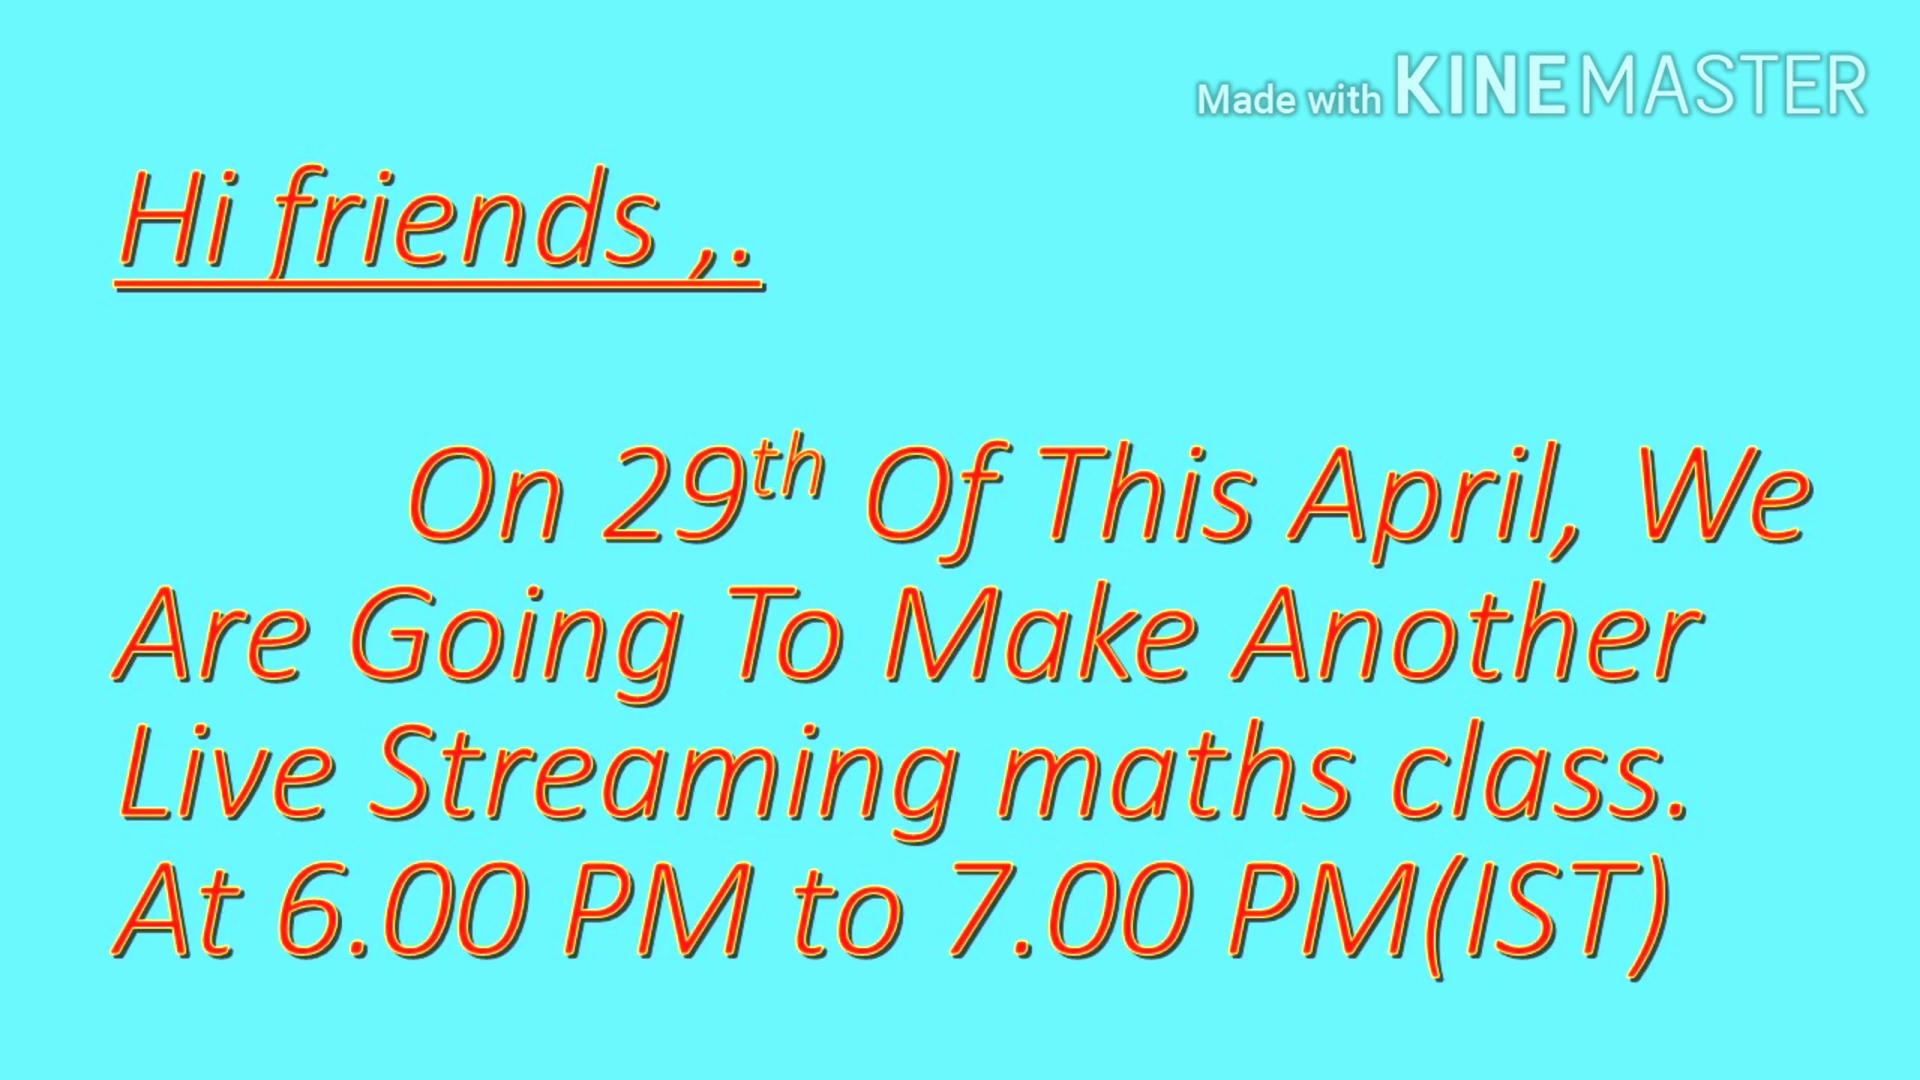 Made with KINEMASTER
Hi friends ,.
On 29th Of This April, We
Are Going To Make Another
Live Streaming maths class.
At 6.00 PM to 7.00 PM(IST)